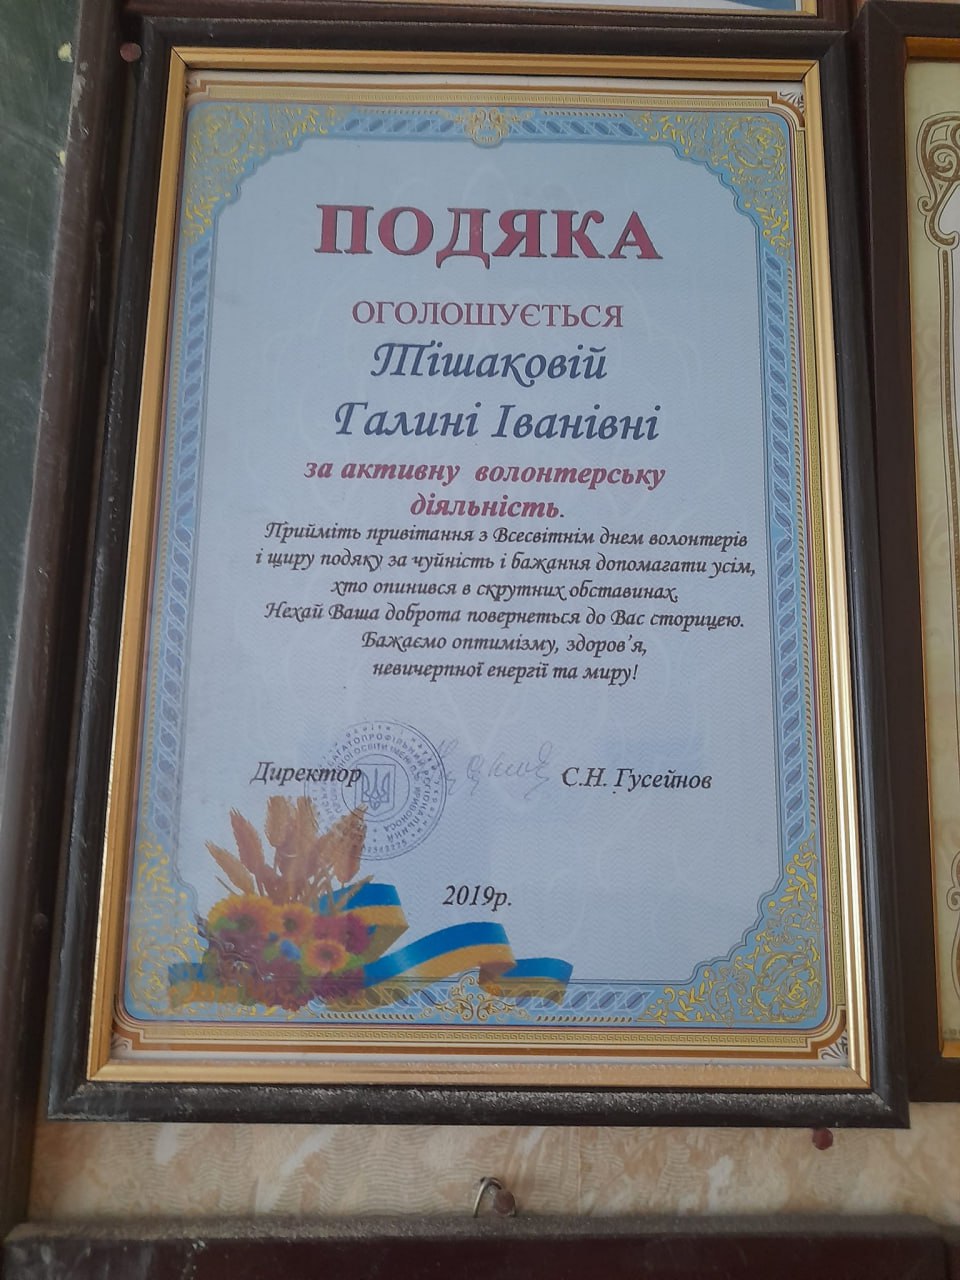 ПОДЯКА
ОГОЛОШУЄТЬСЯ
Тішаковій
Галині Іванівні
за активну волонтерську
діяльність.
Прийміть привітання з Всесвітнім днем волонтерів
і щиру подяку за чуйність і бажання допомагати усім,
хто опинився в скрутних обставинах.
Нехай Ваша доброта повернеться до Вас сторицею.
Бажаємо оптимізму, здоров'я,
невичерпної енергії та миру!
Директор С.Н. Гусейнов
2019р.